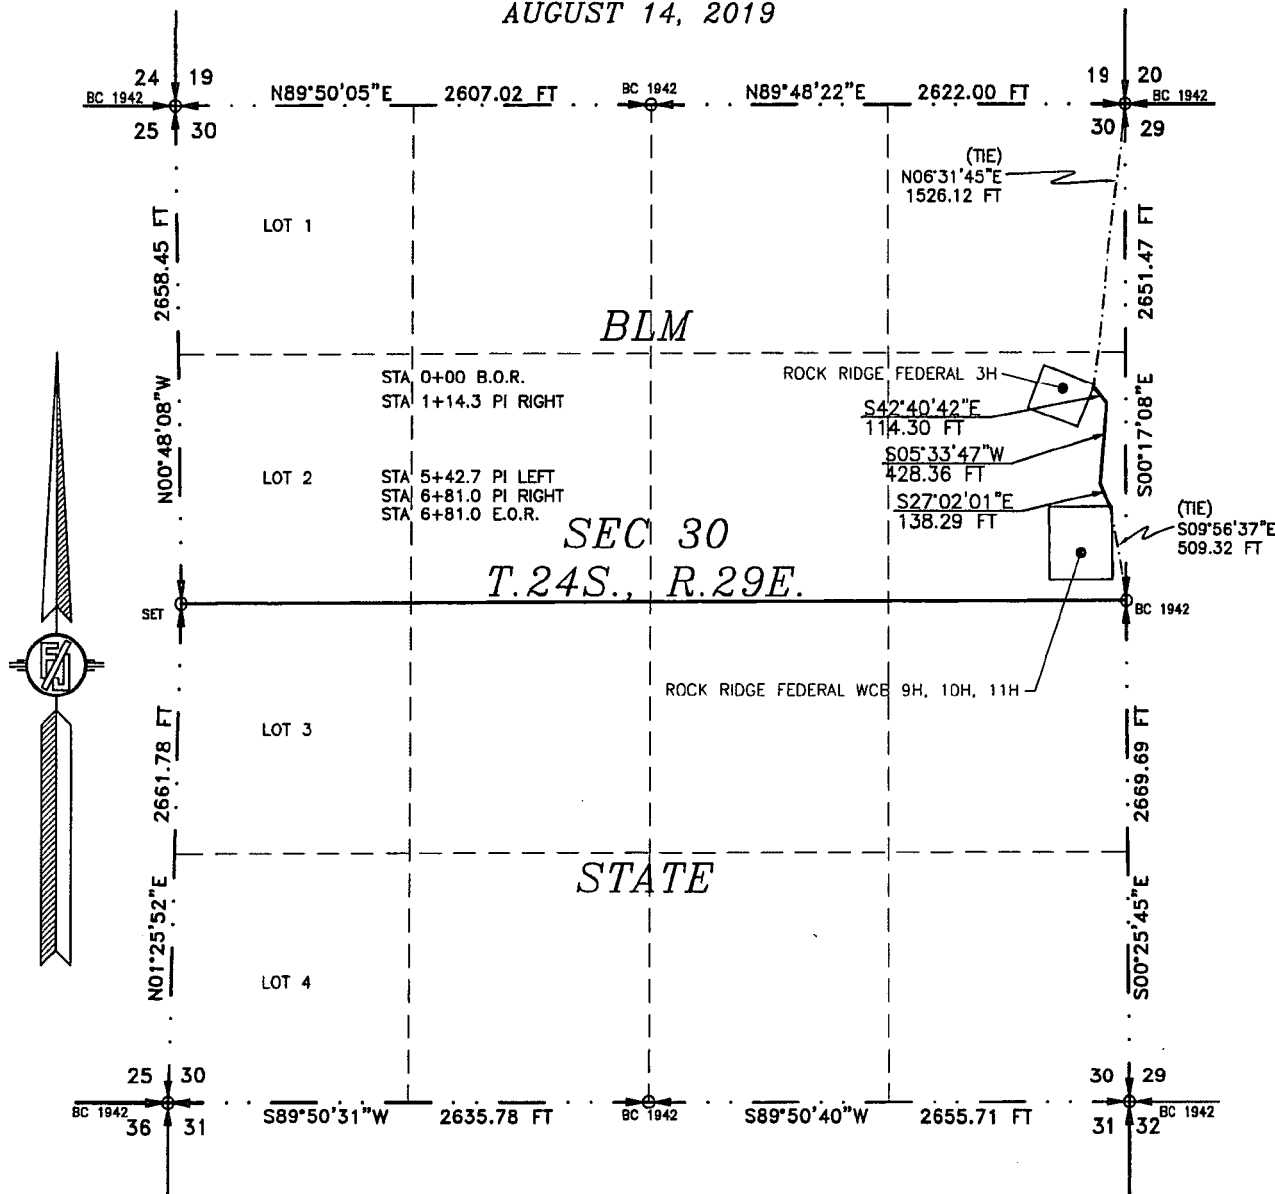 AUGUST 14, 2019
24 19
19 20
BC 1942
N89°50'05"E 2607.02 FT
BC 1942
N89°48'22"E 2622.00 FT
BC 1942
25 30
30 29
(TIE)
N06°31'45"E
1526.12 FT
LOT 1
2658.45 FT
2651.47 FT
BLM
STA 0+00 B.O.R.
STA 1+14.3 PI RIGHT
ROCK RIDGE FEDERAL 3H
S42°40'42"E
114.30 FT
N00°48'08"W
S00°17'08"E
LOT 2
STA 5+42.7 PI LEFT
STA 6+81.0 PI RIGHT
STA 6+81.0 E.O.R.
S05°33'47"W
428.36 FT
S27°02'01"E
138.29 FT
(TIE)
S09°56'37"E
509.32 FT
SEC 30
T.24S., R.29E.
SET
BC 1942
ROCK RIDGE FEDERAL WCB 9H, 10H, 11H
LOT 3
2661.78 FT
2669.69 FT
STATE
N01°25'52"E
S00°25'45"E
LOT 4
25 30
30 29
BC 1942
S89°50'31"W 2635.78 FT
BC 1942
S89°50'40"W 2655.71 FT
BC 1942
36 31
31 32